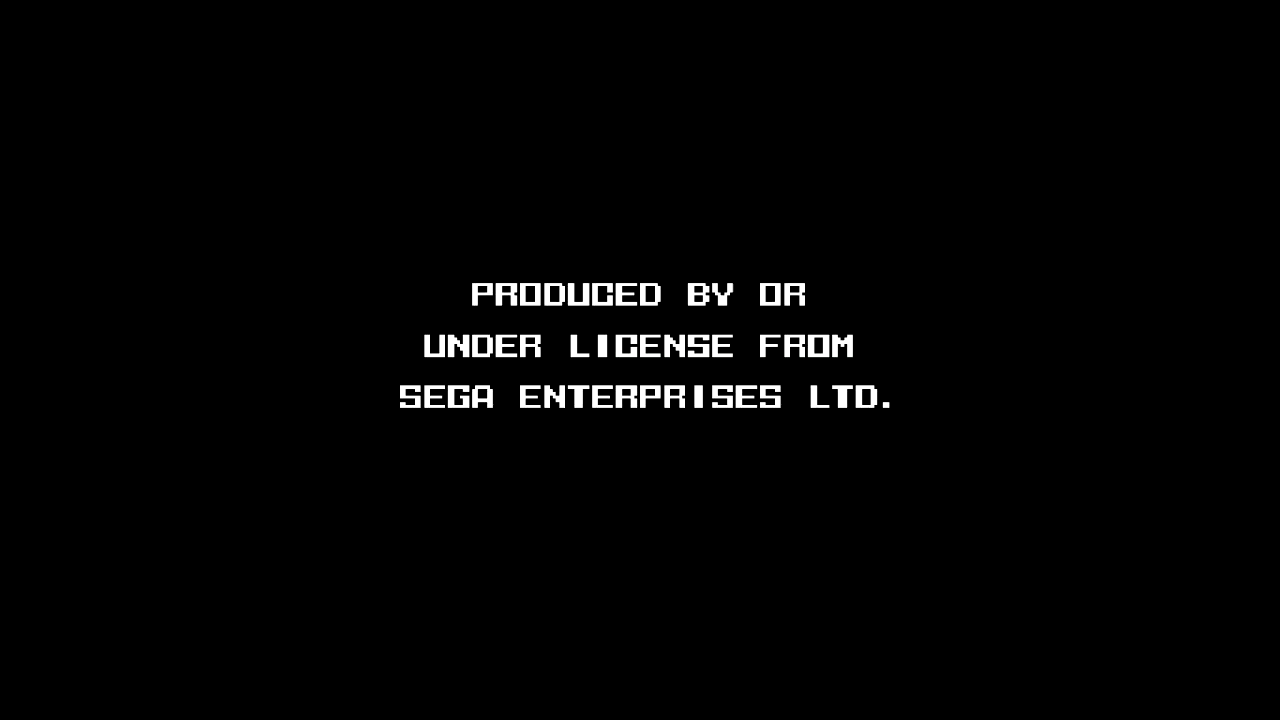 PRODUCED BY OR
UNDER LICENSE FROM
SEGA ENTERPRISES LTD.